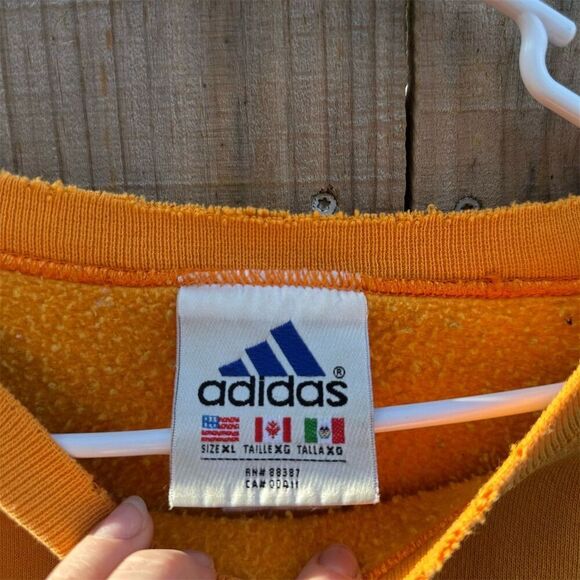 adidas®
SIZE XL TAILLE XG TALLA XG
RN# 88387
CA# 00411